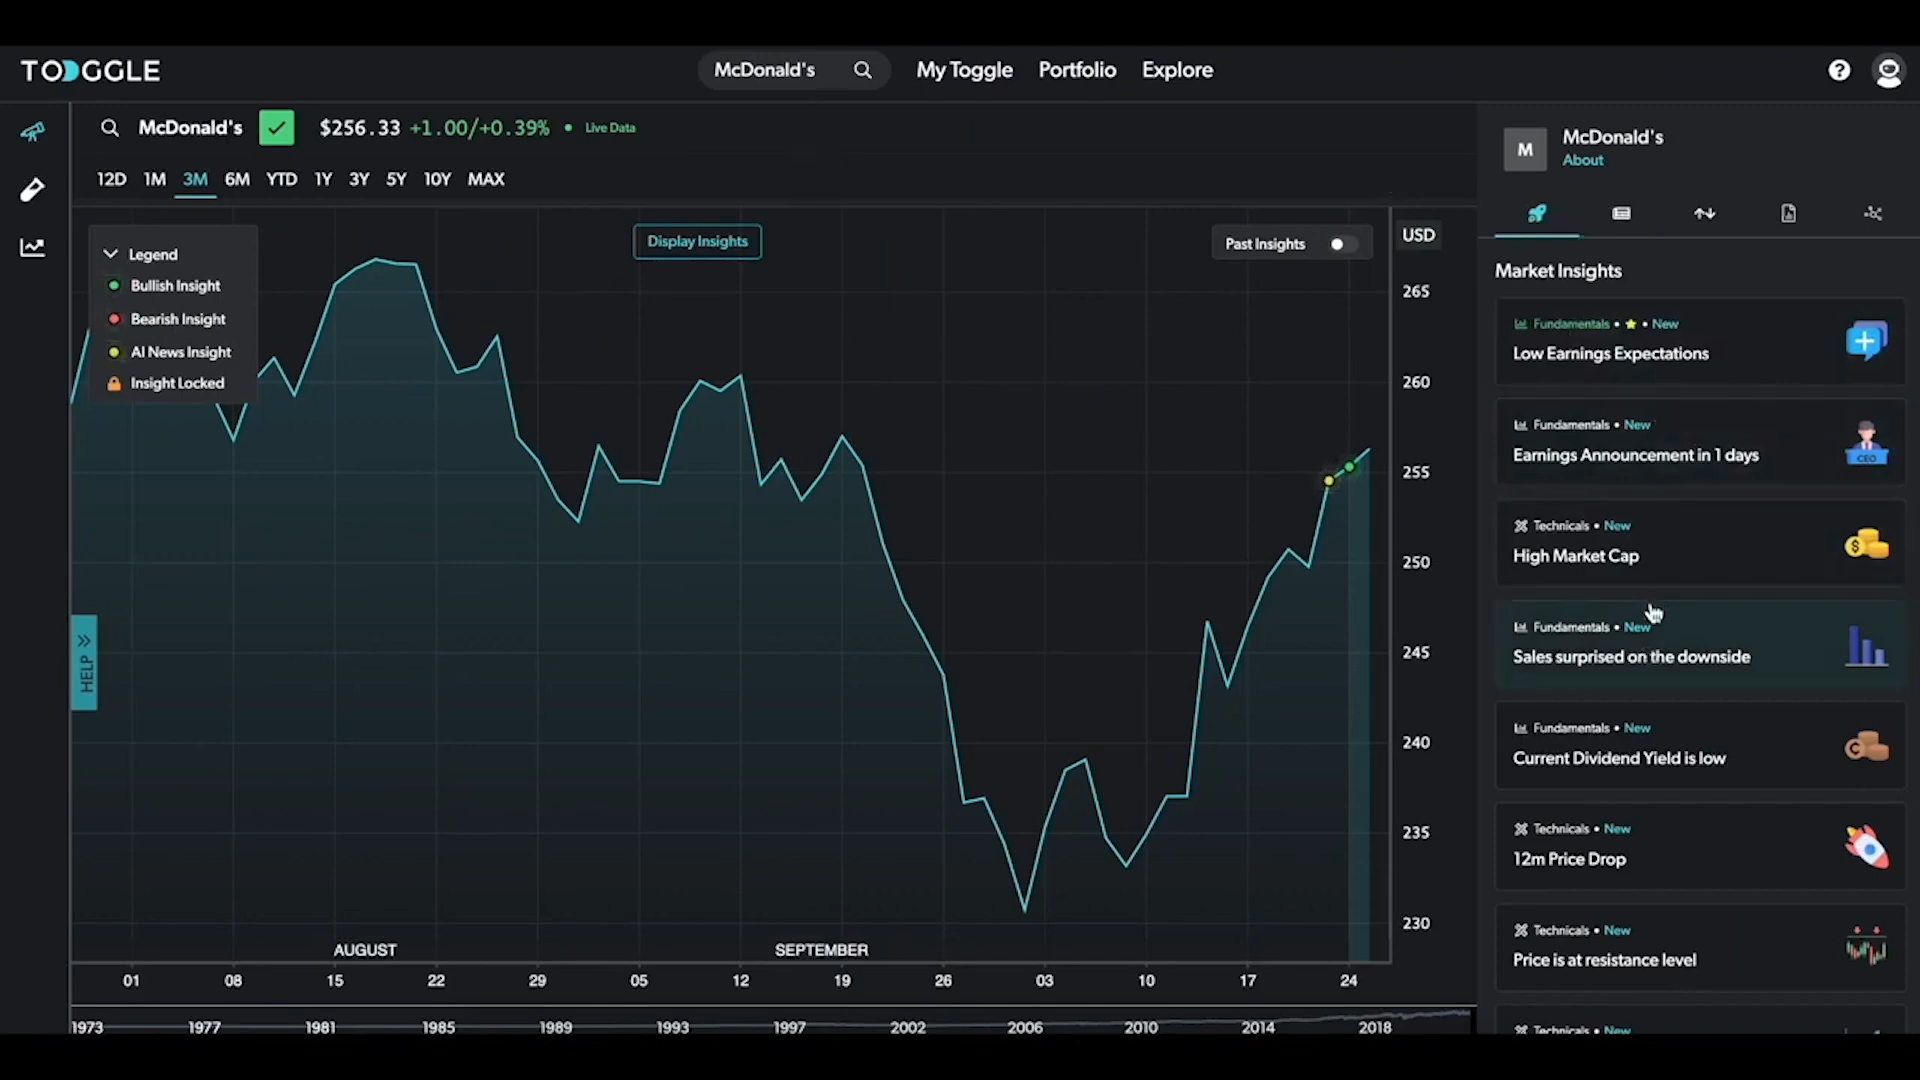 TOGGLE
McDonald's
My Toggle
Portfolio
Explore
McDonald's
$256.33 +1.00/+0.39% • Live Data
12D 1M 3M 6M YTD 1Y 3Y 5Y 10Y MAX
Legend
Bullish Insight
Bearish Insight
AI News Insight
Insight Locked
Display Insights
Past Insights
USD
265
260
255
250
245
240
235
230
HELP
AUGUST SEPTEMBER
01 08 15 22 29 05 12 19 26 03 10 17 24
1973 1977 1981 1985 1989 1993 1997 2002 2006 2010 2014 2018
M
McDonald's
About
Market Insights
Fundamentals • ★ • New
Low Earnings Expectations
Fundamentals • New
Earnings Announcement in 1 days
CEO
Technicals • New
High Market Cap
Fundamentals • New
Sales surprised on the downside
Fundamentals • New
Current Dividend Yield is low
Technicals • New
12m Price Drop
Technicals • New
Price is at resistance level
Technicals • New